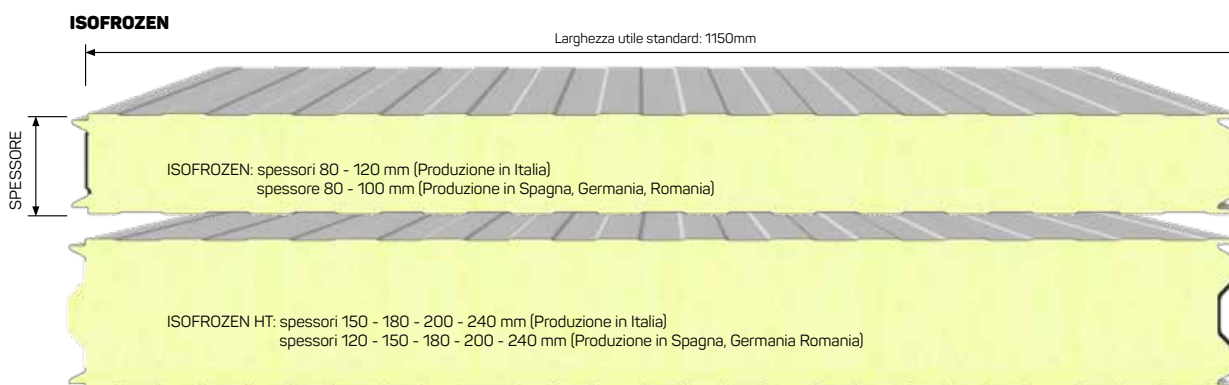 ISOFROZEN
Larghezza utile standard: 1150mm
SPESSORE
ISOFROZEN: spessori 80 - 120 mm (Produzione in Italia)
spessore 80 - 100 mm (Produzione in Spagna, Germania, Romania)
ISOFROZEN HT: spessori 150 - 180 - 200 - 240 mm (Produzione in Italia)
spessori 120 - 150 - 180 - 200 - 240 mm (Produzione in Spagna, Germania Romania)